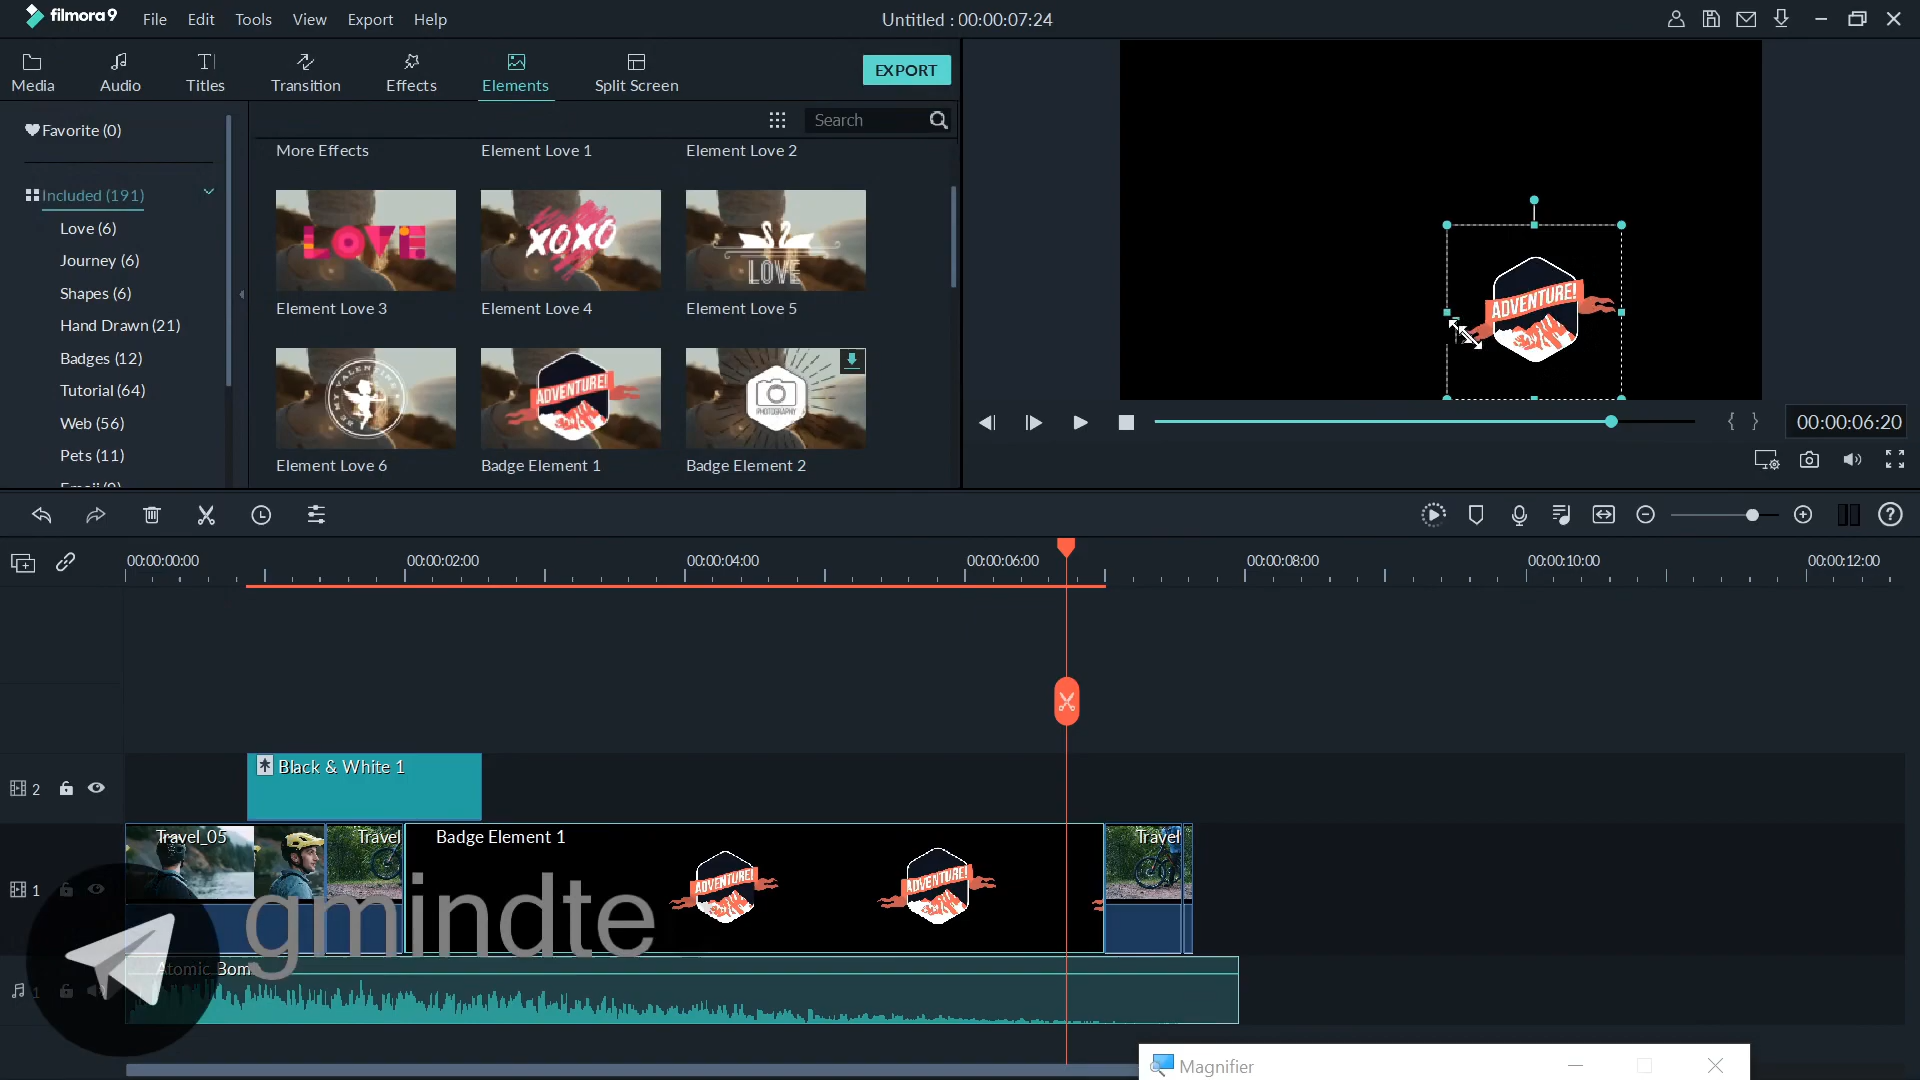 filmora9 File Edit Tools View Export Help Untitled : 00:00:07:24
Media Audio Titles Transition Effects Elements Split Screen EXPORT
Favorite (0)
Search
Included (191)
Love (6)
Journey (6)
Shapes (6)
Hand Drawn (21)
Badges (12)
Tutorial (64)
Web (56)
Pets (11)
More Effects Element Love 1 Element Love 2
LOVE
XOXO
LOVE
Element Love 3 Element Love 4 Element Love 5
VALENTINE
ADVENTURE!
PHOTOGRAPHY
Element Love 6 Badge Element 1 Badge Element 2
ADVENTURE!
00:00:06:20
00:00:00:00 00:00:02:00 00:00:04:00 00:00:06:00 00:00:08:00 00:00:10:00 00:00:12:00
2
Black & White 1
1
Travel_05 Travel Badge Element 1 Travel
ADVENTURE! ADVENTURE!
gmindte
1
Atomic Bom
Magnifier